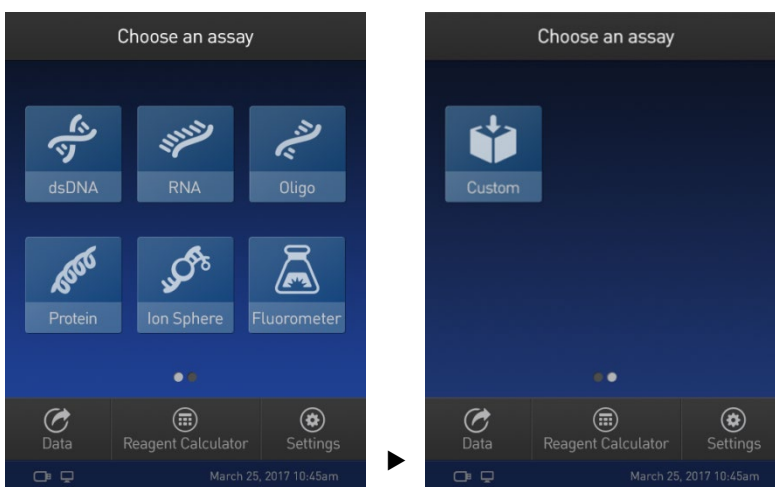 Choose an assay
dsDNA RNA Oligo
Protein Ion Sphere Fluorometer
Data Reagent Calculator Settings
March 25, 2017 10:45am
Choose an assay
Custom
Data Reagent Calculator Settings
March 25, 2017 10:45am